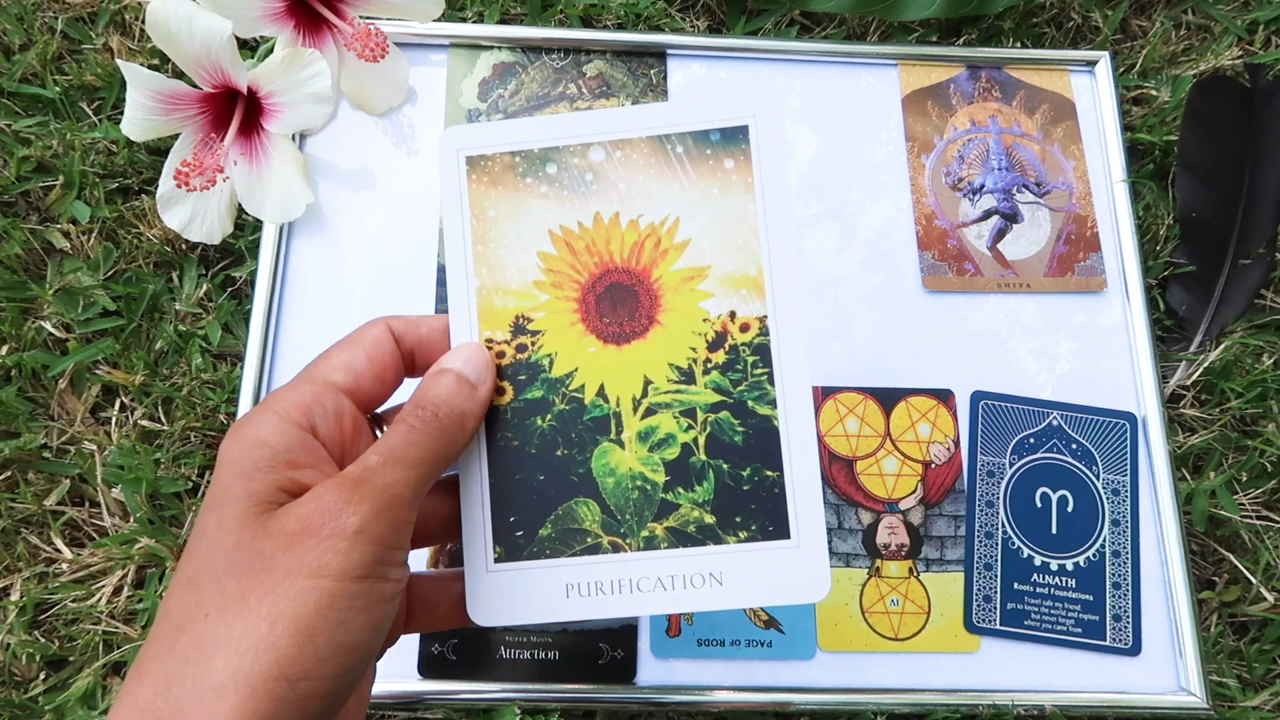 SHIVA
PURIFICATION
IV
PAGE OF RODS
SUPER MOON
Attraction
ALNATH
Roots and Foundations
Travel safe my friend,
get to know the world and explore
but never forget
where you came from